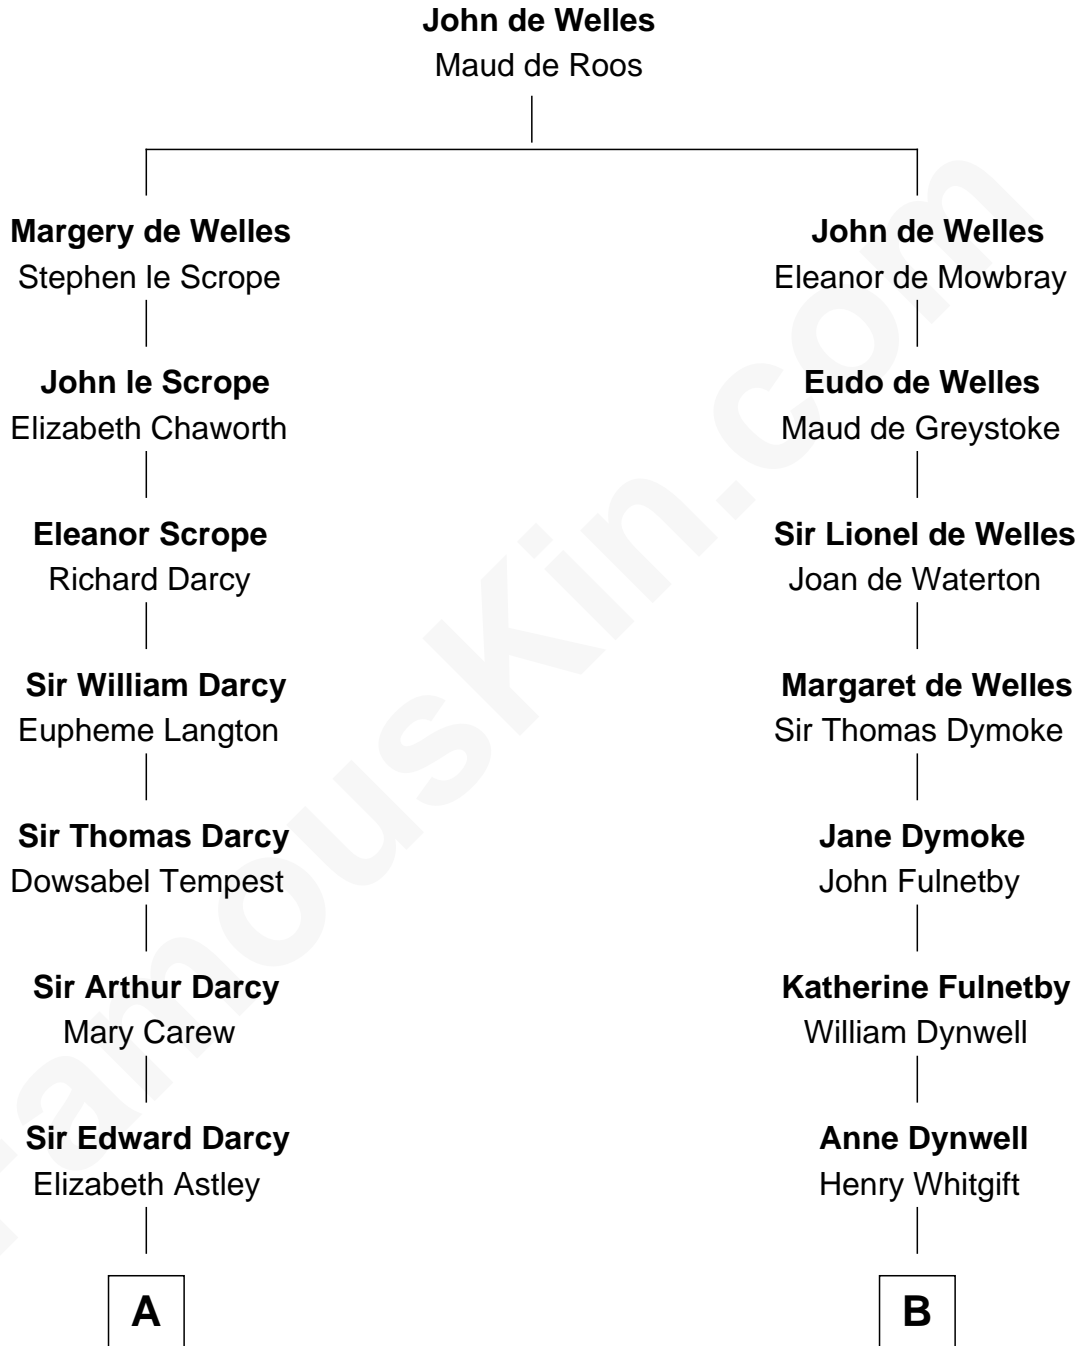 John de Welles
Maud de Roos
Margery de Welles
Stephen le Scrope
John de Welles
Eleanor de Mowbray
John le Scrope
Elizabeth Chaworth
Eudo de Welles
Maud de Greystoke
Eleanor Scrope
Richard Darcy
Sir Lionel de Welles
Joan de Waterton
Sir William Darcy
Eupheme Langton
Margaret de Welles
Sir Thomas Dymoke
Sir Thomas Darcy
Dowsabel Tempest
Jane Dymoke
John Fulnetby
Sir Arthur Darcy
Mary Carew
Katherine Fulnetby
William Dynwell
Sir Edward Darcy
Elizabeth Astley
Anne Dynwell
Henry Whitgift
A
B
FamousKin.com